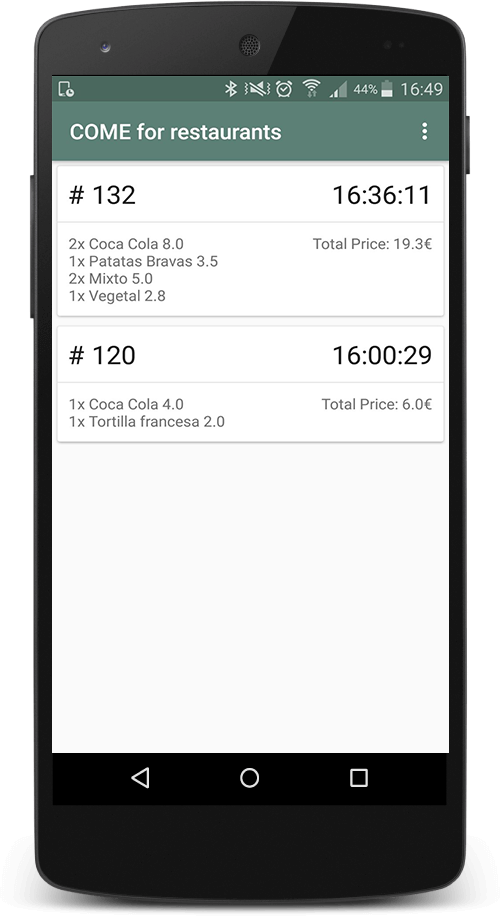 44% 16:49
COME for restaurants
# 132 16:36:11
2x Coca Cola 8.0 Total Price: 19.3€
1x Patatas Bravas 3.5
2x Mixto 5.0
1x Vegetal 2.8
# 120 16:00:29
1x Coca Cola 4.0 Total Price: 6.0€
1x Tortilla francesa 2.0